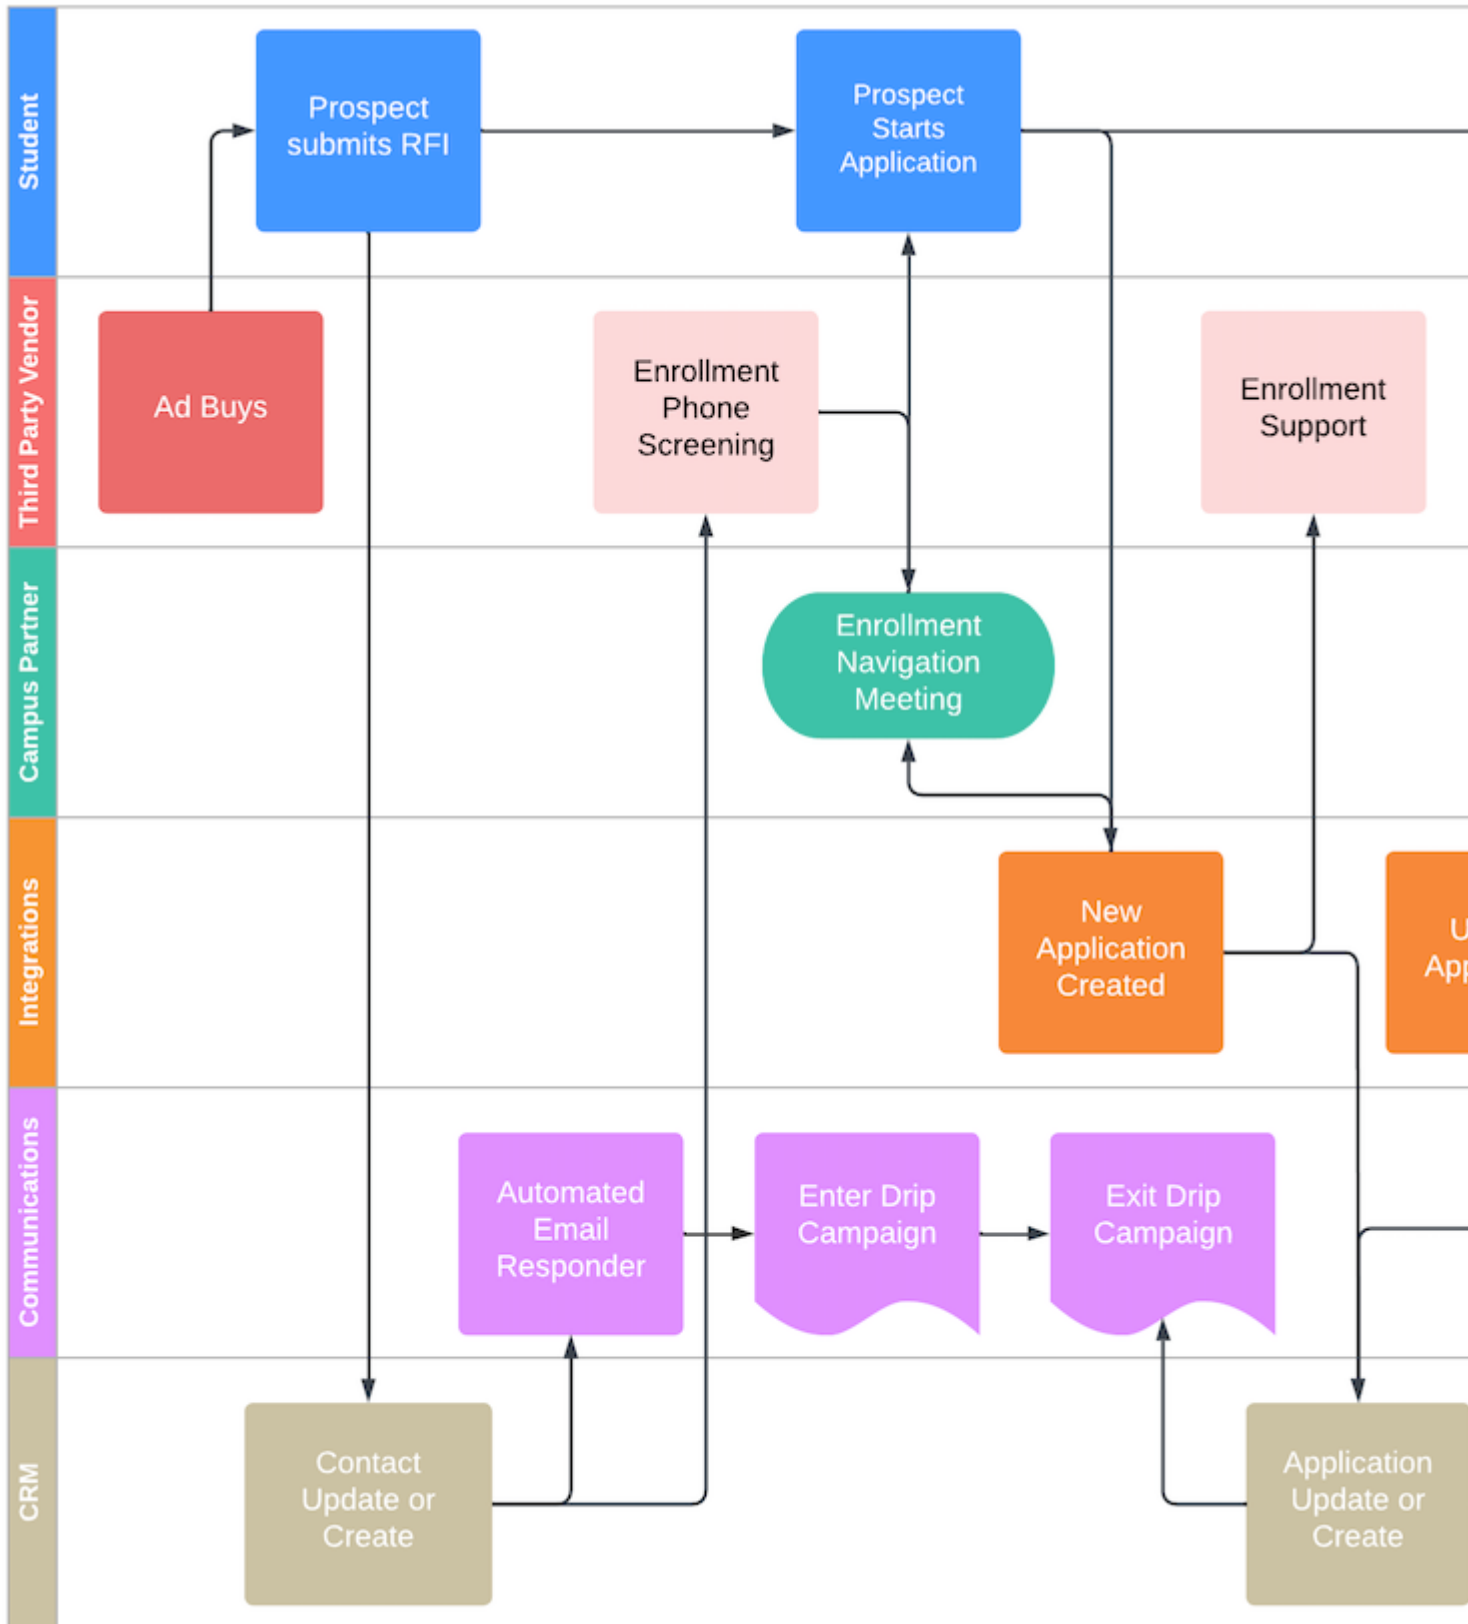 Student
Prospect
submits RFI
Prospect
Starts
Application
Third Party Vendor
Ad Buys
Enrollment
Phone
Screening
Enrollment
Support
Campus Partner
Enrollment
Navigation
Meeting
Integrations
New
Application
Created
Communications
Automated
Email
Responder
Enter Drip
Campaign
Exit Drip
Campaign
CRM
Contact
Update or
Create
Application
Update or
Create